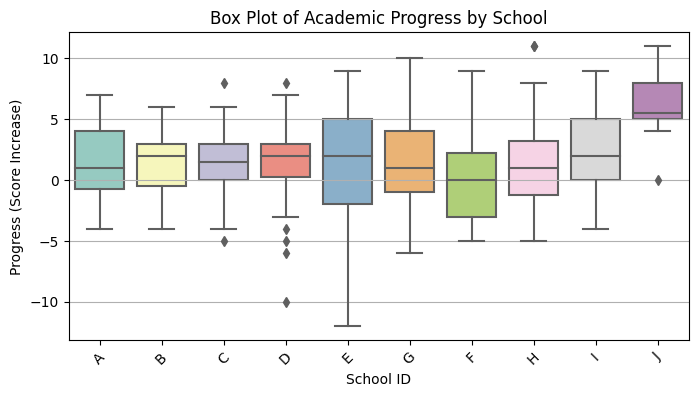 Box Plot of Academic Progress by School
Progress (Score Increase)
10
5
0
−5
−10
A B C D E G F H I J
School ID